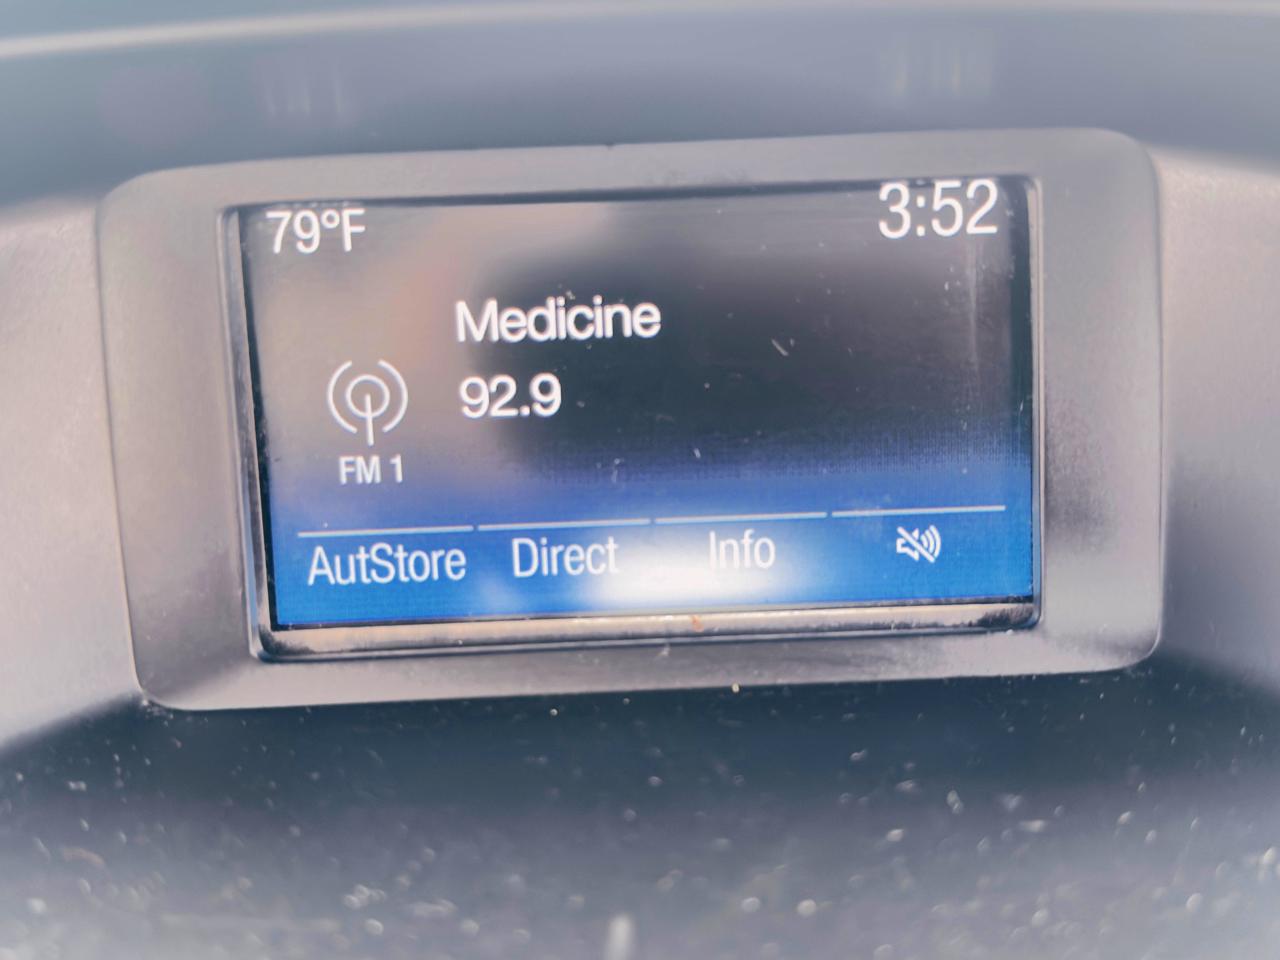 79°F 3:52
Medicine
92.9
FM 1
AutStore Direct Info